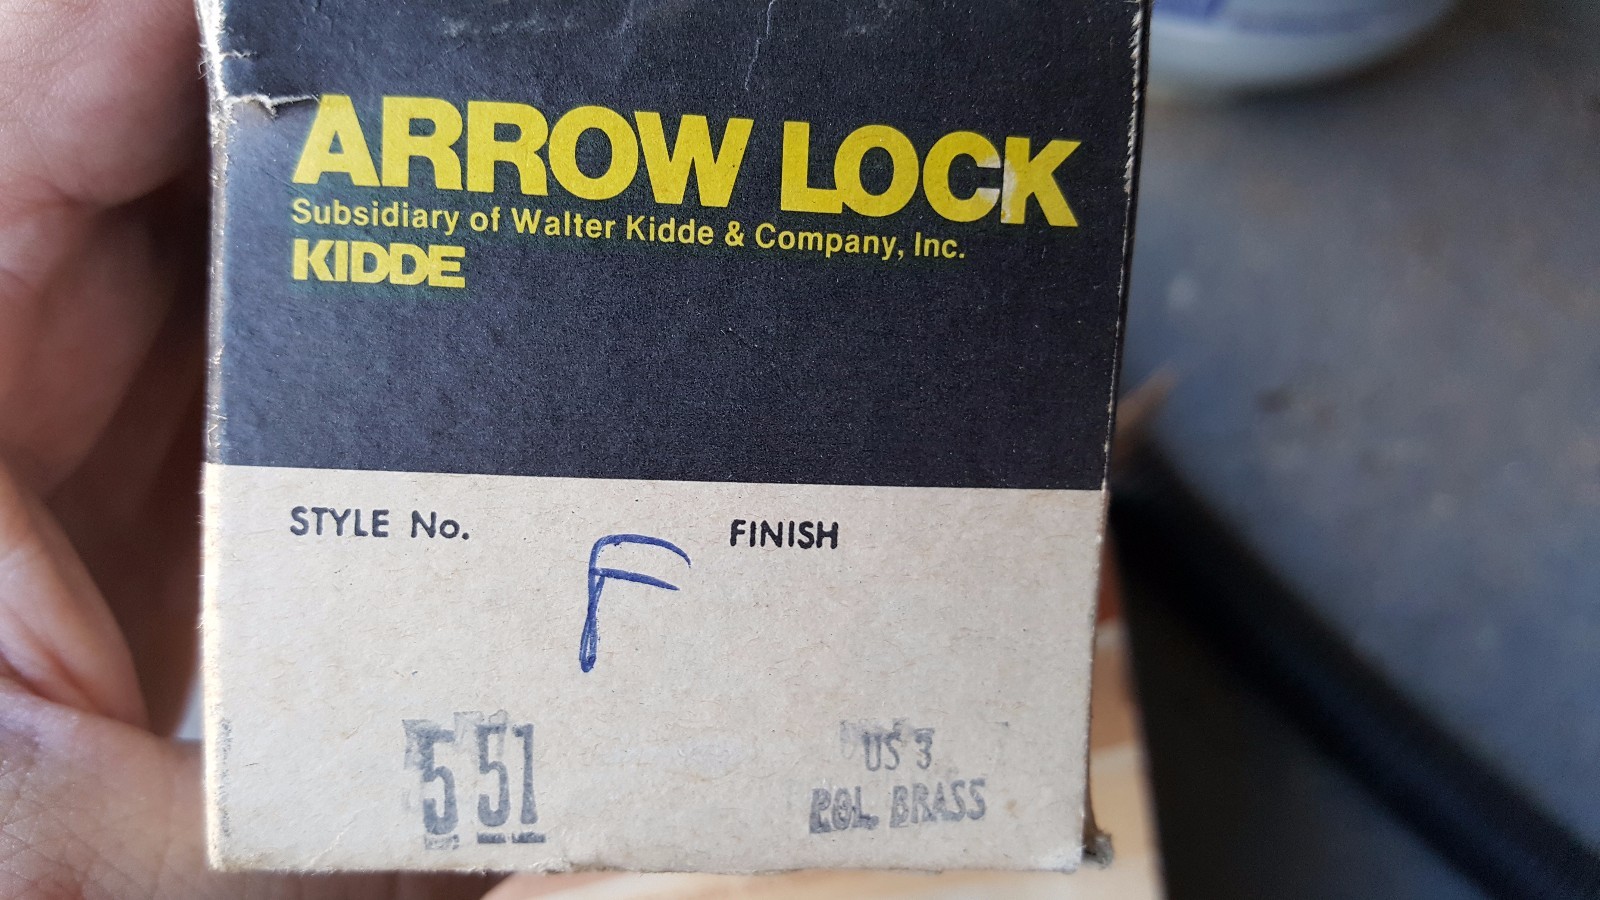 ARROW LOCK
Subsidiary of Walter Kidde & Company, Inc.
KIDDE
STYLE No. FINISH
F
551 US 3
POL. BRASS